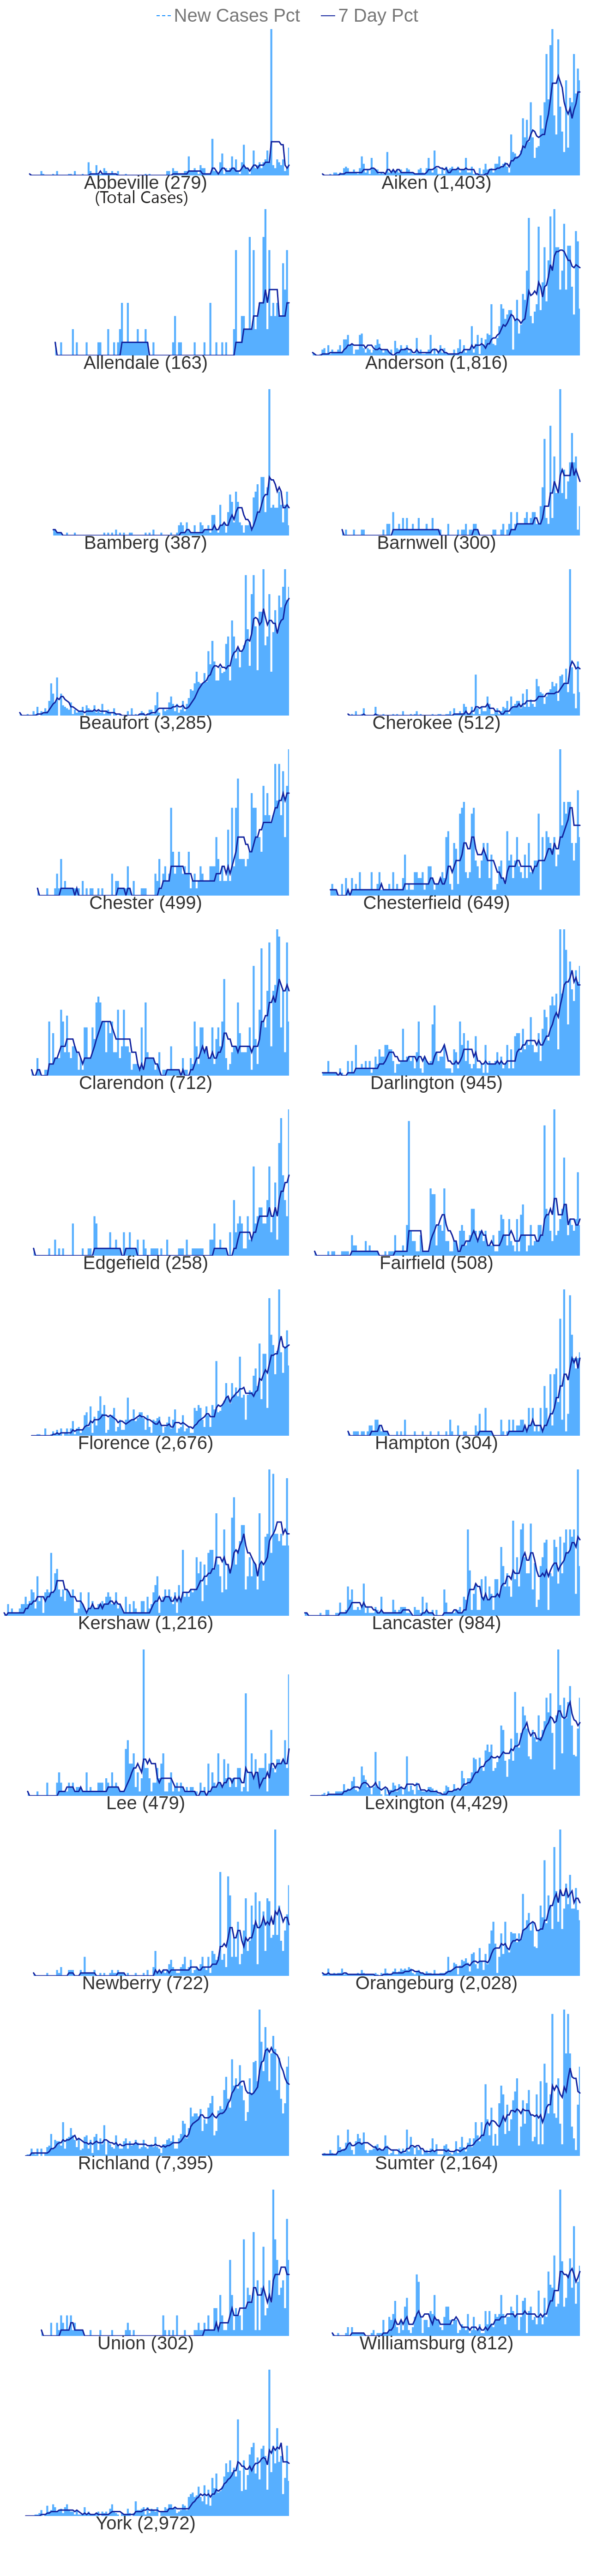 New Cases Pct 7 Day Pct
Abbeville (279) Aiken (1,403)
(Total Cases)
Allendale (163) Anderson (1,816)
Bamberg (387) Barnwell (300)
Beaufort (3,285) Cherokee (512)
Chester (499) Chesterfield (649)
Clarendon (712) Darlington (945)
Edgefield (258) Fairfield (508)
Florence (2,676) Hampton (304)
Kershaw (1,216) Lancaster (984)
Lee (479) Lexington (4,429)
Newberry (722) Orangeburg (2,028)
Richland (7,395) Sumter (2,164)
Union (302) Williamsburg (812)
York (2,972)